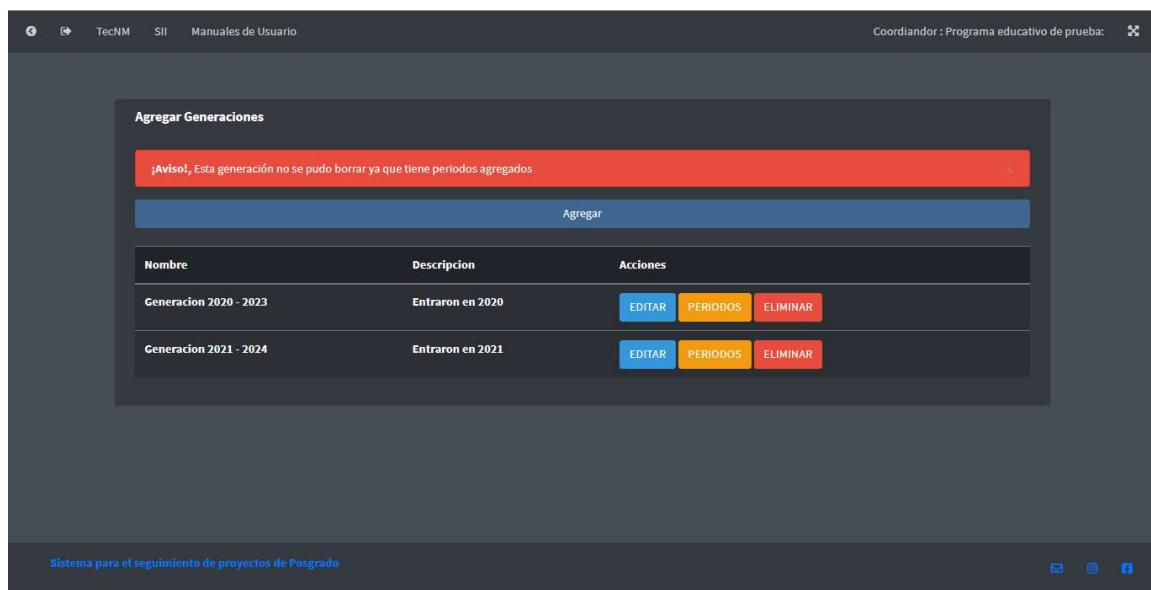 TecNM SII Manuales de Usuario Coordiandor : Programa educativo de prueba:
Agregar Generaciones
¡Aviso!, Esta generación no se pudo borrar ya que tiene periodos agregados ×
Agregar
Nombre Descripcion Acciones
Generacion 2020 - 2023 Entraron en 2020 EDITAR PERIODOS ELIMINAR
Generacion 2021 - 2024 Entraron en 2021 EDITAR PERIODOS ELIMINAR
Sistema para el seguimiento de proyectos de Posgrado